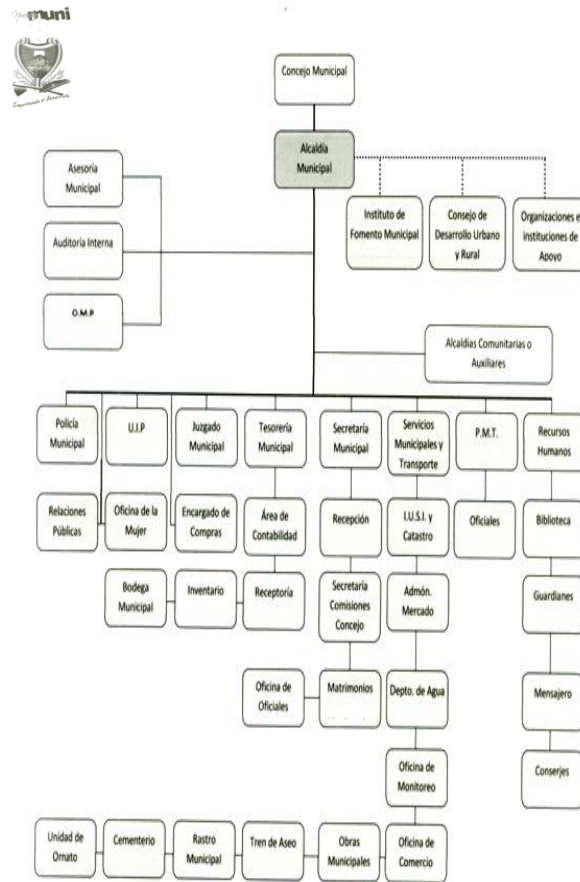 muni
Impulsando el Desarrollo
Concejo Municipal
Alcaldía
Municipal
Asesoría
Municipal
Auditoría Interna
O.M.P
Instituto de
Fomento Municipal
Consejo de
Desarrollo Urbano
y Rural
Organizaciones e
instituciones de
Apoyo
Alcaldías Comunitarias o
Auxiliares
Policía
Municipal
U.I.P
Juzgado
Municipal
Tesorería
Municipal
Secretaría
Municipal
Servicios
Municipales y
Transporte
P.M.T.
Recursos
Humanos
Relaciones
Públicas
Oficina de la
Mujer
Encargado de
Compras
Área de
Contabilidad
Recepción
I.U.S.I. y
Catastro
Oficiales
Biblioteca
Bodega
Municipal
Inventario
Receptoría
Secretaría
Comisiones
Concejo
Admón.
Mercado
Guardianes
Oficina de
Oficiales
Matrimonios
Depto. de Agua
Mensajero
Oficina de
Monitoreo
Conserjes
Unidad de
Ornato
Cementerio
Rastro
Municipal
Tren de Aseo
Obras
Municipales
Oficina de
Comercio